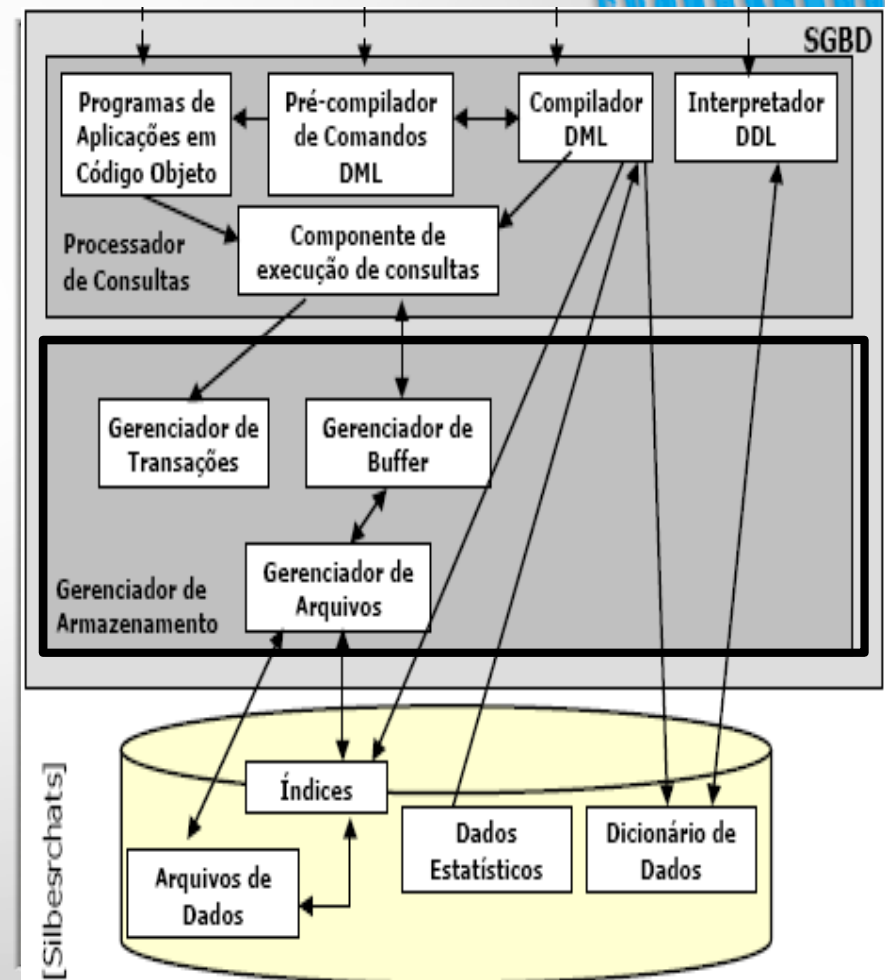 SGBD
Programas de
Aplicações em
Código Objeto
Pré-compilador
de Comandos
DML
Compilador
DML
Interpretador
DDL
Processador
de Consultas
Componente de
execução de consultas
Gerenciador de
Transações
Gerenciador de
Buffer
Gerenciador de
Armazenamento
Gerenciador de
Arquivos
Índices
Arquivos de
Dados
Dados
Estatísticos
Dicionário de
Dados
[Silbesrchats]